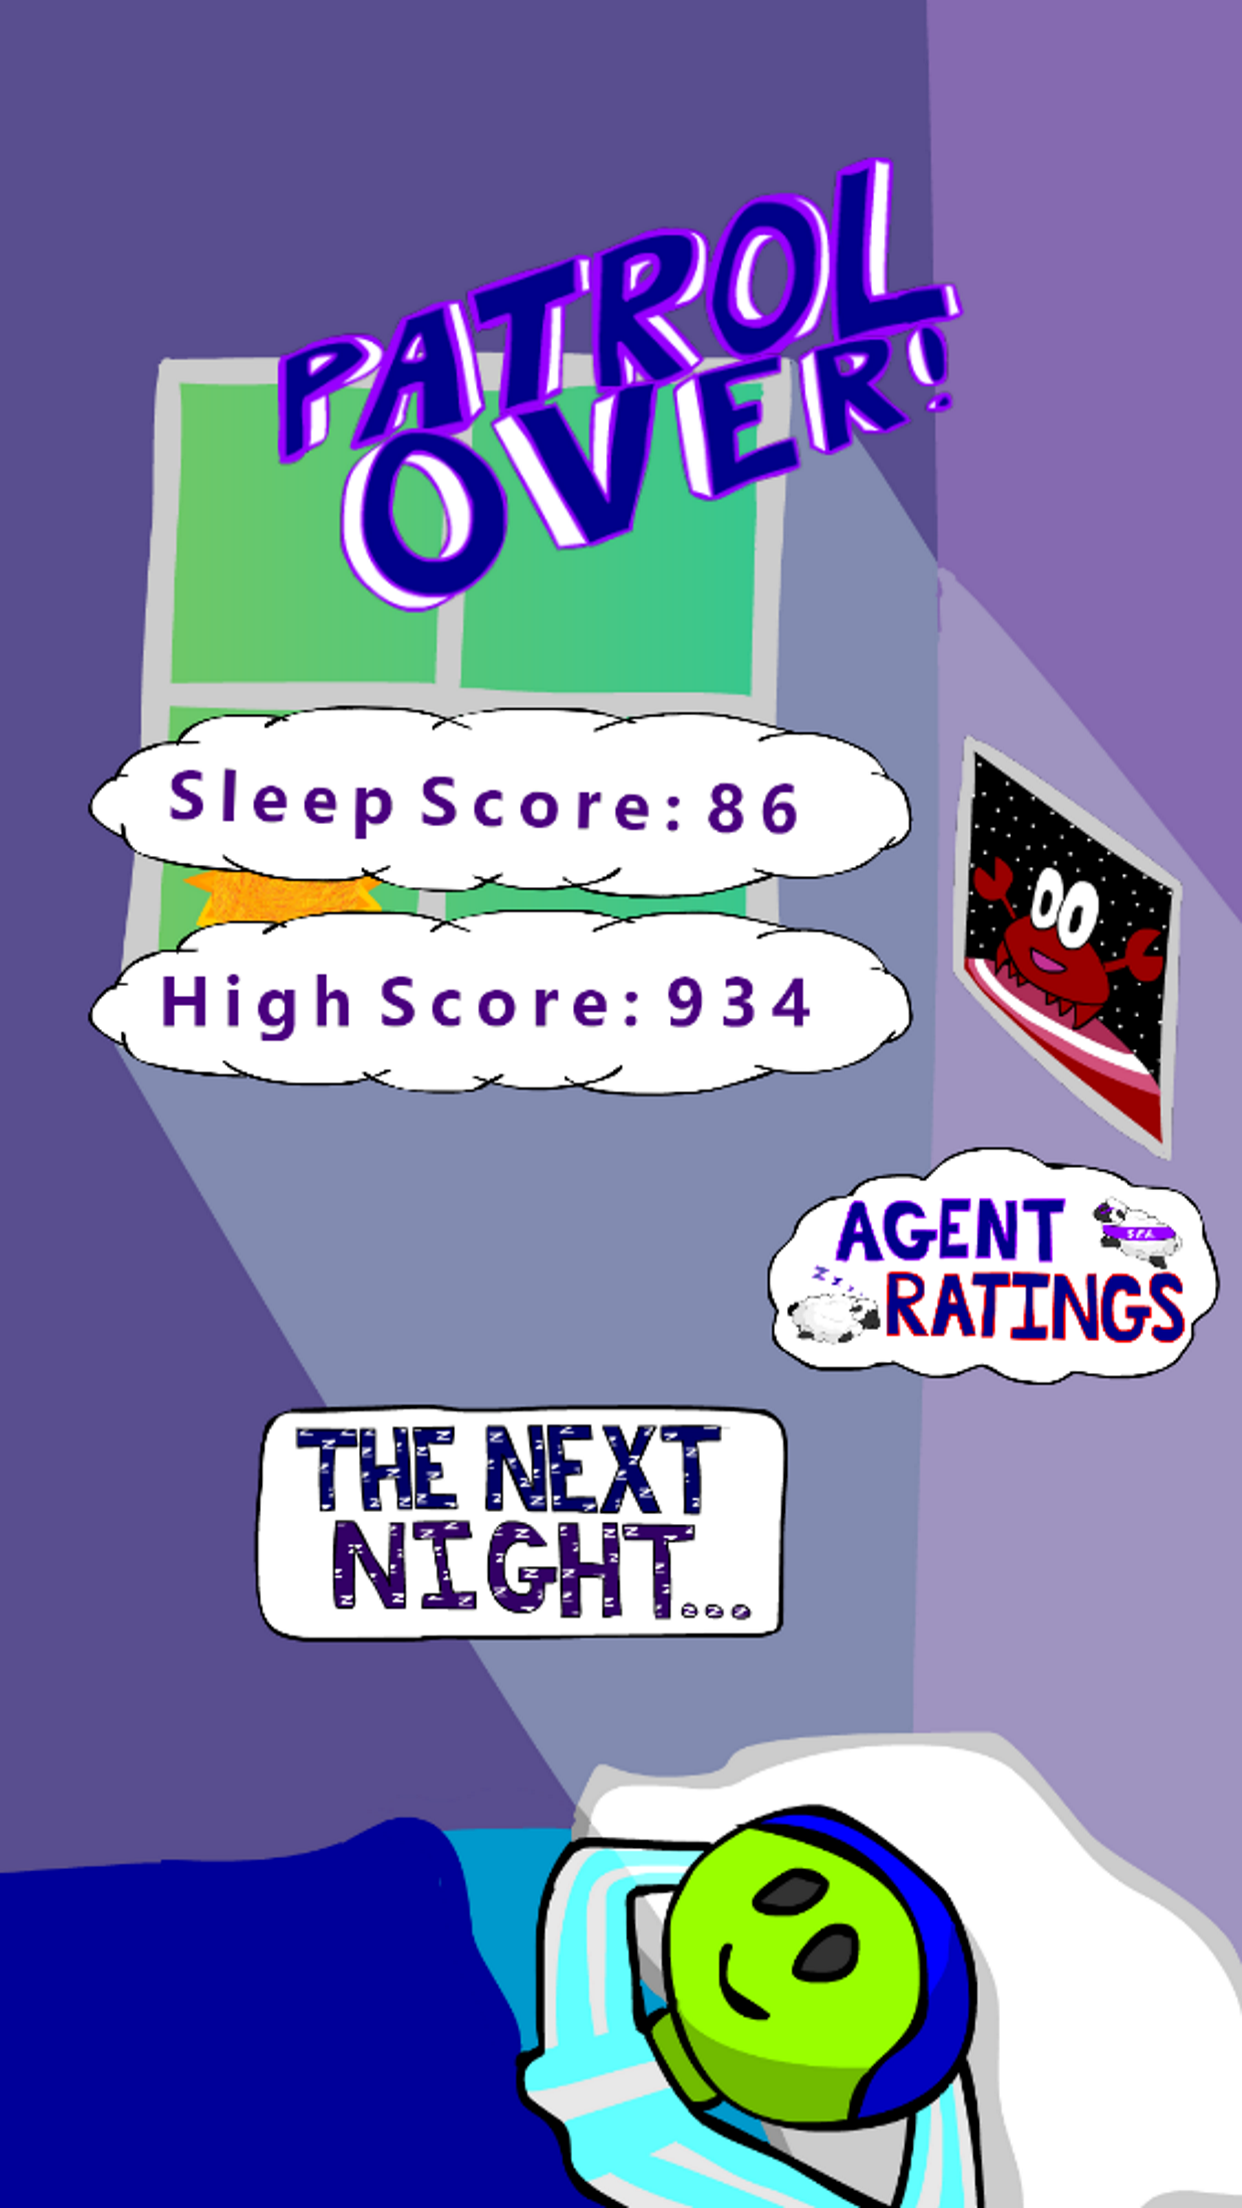 PATROL
OVER!
Sleep Score: 86
High Score: 934
AGENT
RATINGS
THE NEXT
NIGHT...